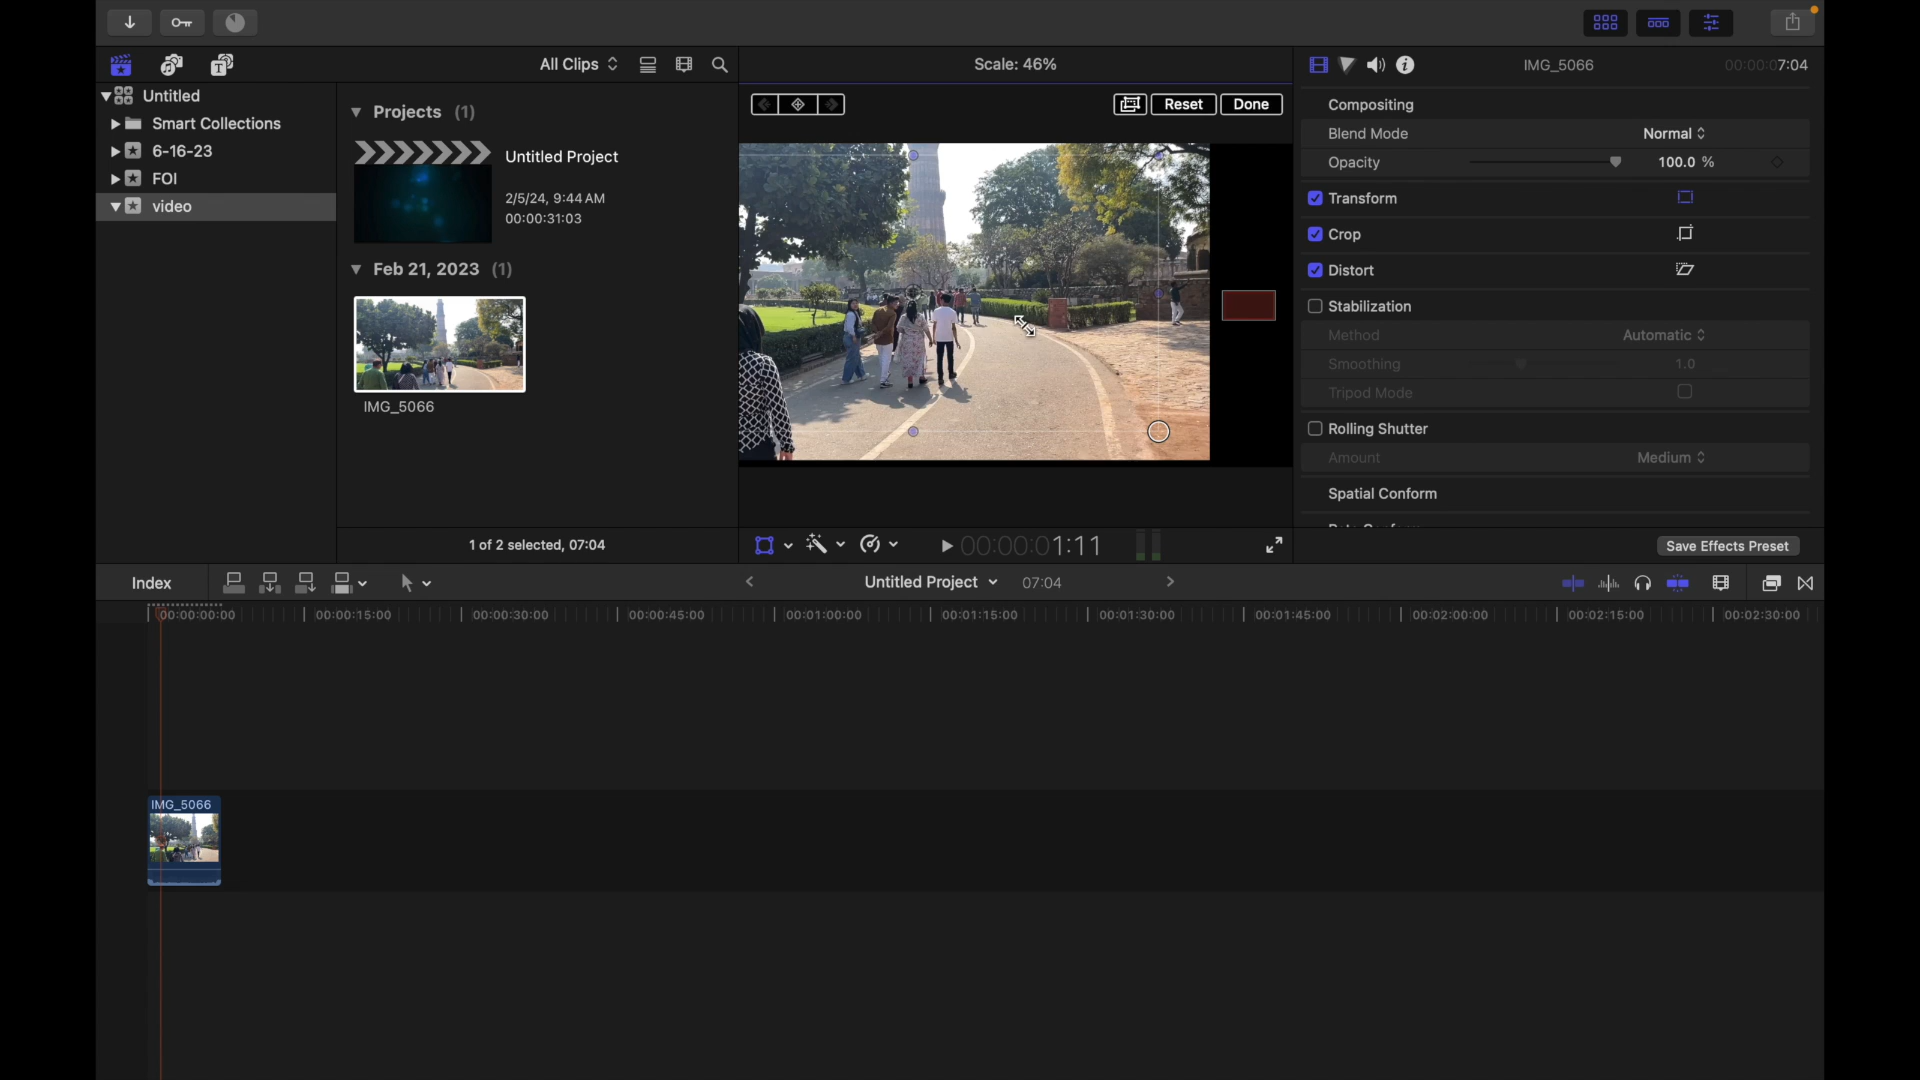 All Clips
Scale: 46%
IMG_5066
00:00:07:04
Untitled
Smart Collections
6-16-23
FOI
video
Projects (1)
Untitled Project
2/5/24, 9:44 AM
00:00:31:03
Feb 21, 2023 (1)
IMG_5066
1 of 2 selected, 07:04
Reset
Done
00:00:01:11
Compositing
Blend Mode
Normal
Opacity
100.0 %
Transform
Crop
Distort
Stabilization
Method
Automatic
Smoothing
1.0
Tripod Mode
Rolling Shutter
Amount
Medium
Spatial Conform
Save Effects Preset
Index
Untitled Project
07:04
00:00:00:00
00:00:15:00
00:00:30:00
00:00:45:00
00:01:00:00
00:01:15:00
00:01:30:00
00:01:45:00
00:02:00:00
00:02:15:00
00:02:30:00
IMG_5066